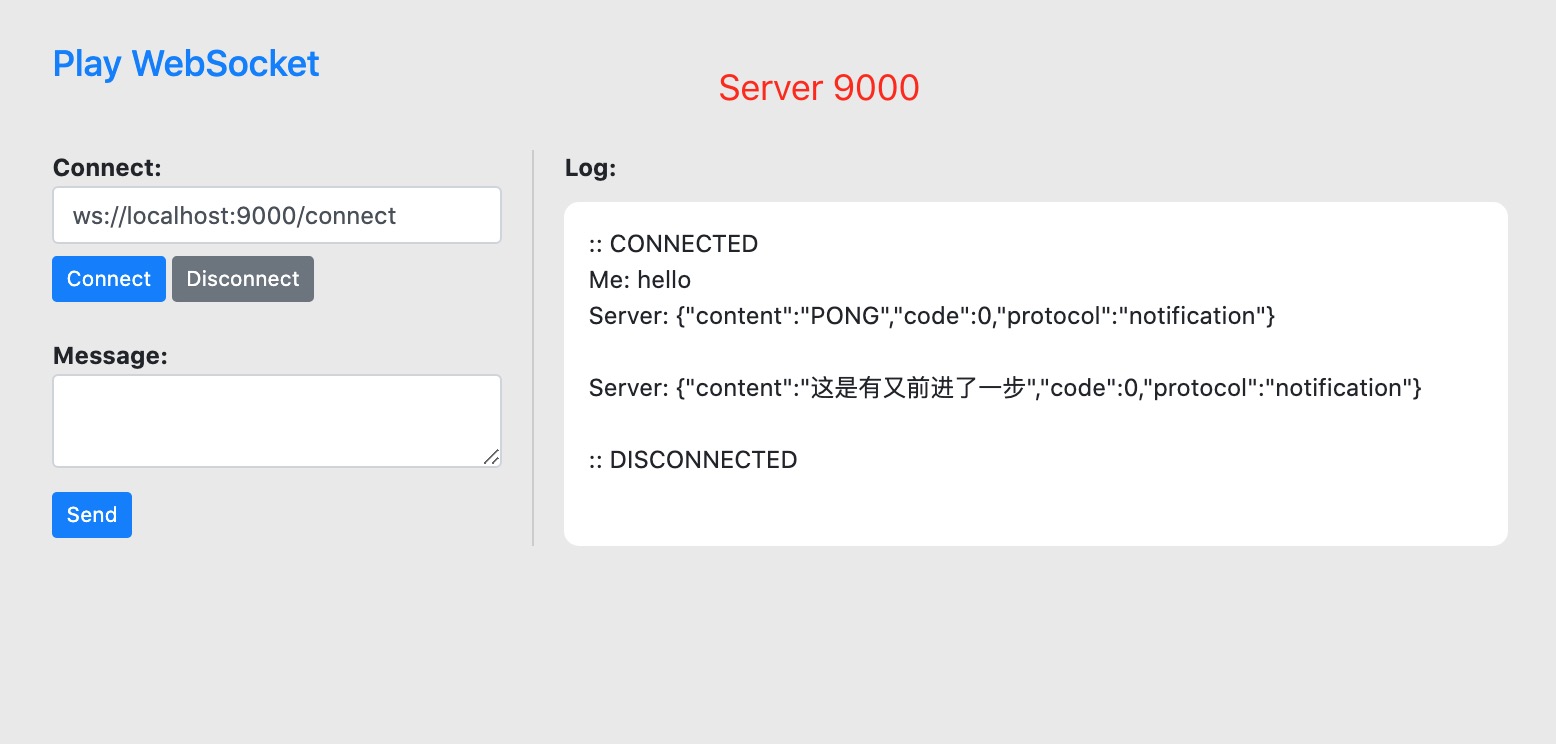 Play WebSocket
Server 9000
Connect:
ws://localhost:9000/connect
Connect Disconnect
Message:
Send
Log:
:: CONNECTED
Me: hello
Server: {"content":"PONG","code":0,"protocol":"notification"}
Server: {"content":"这是有又前进了一步","code":0,"protocol":"notification"}
:: DISCONNECTED